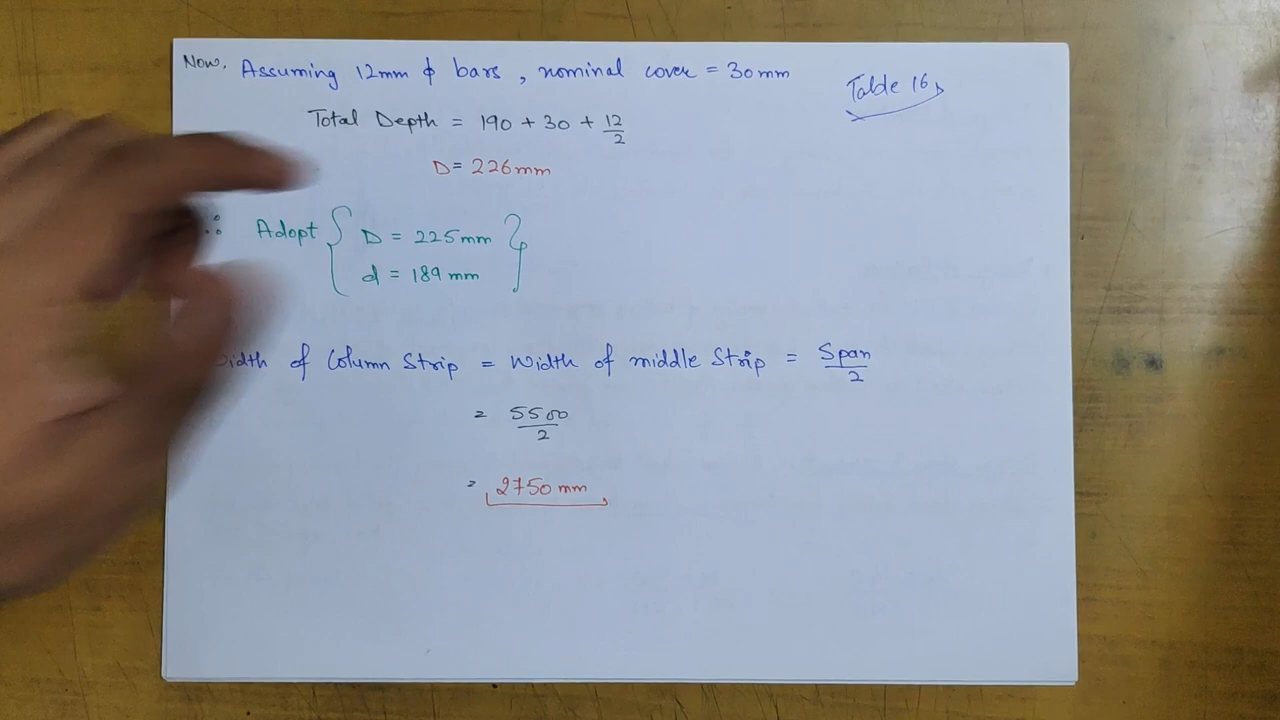 Now, Assuming 12mm ϕ bars, nominal cover = 30mm
Table 16,
Total Depth = 190 + 30 + 12/2
D = 226mm
∴ Adopt { D = 225mm
d = 189 mm }
Width of Column Strip = Width of middle Strip = Span/2
= 5500/2
= 2750 mm